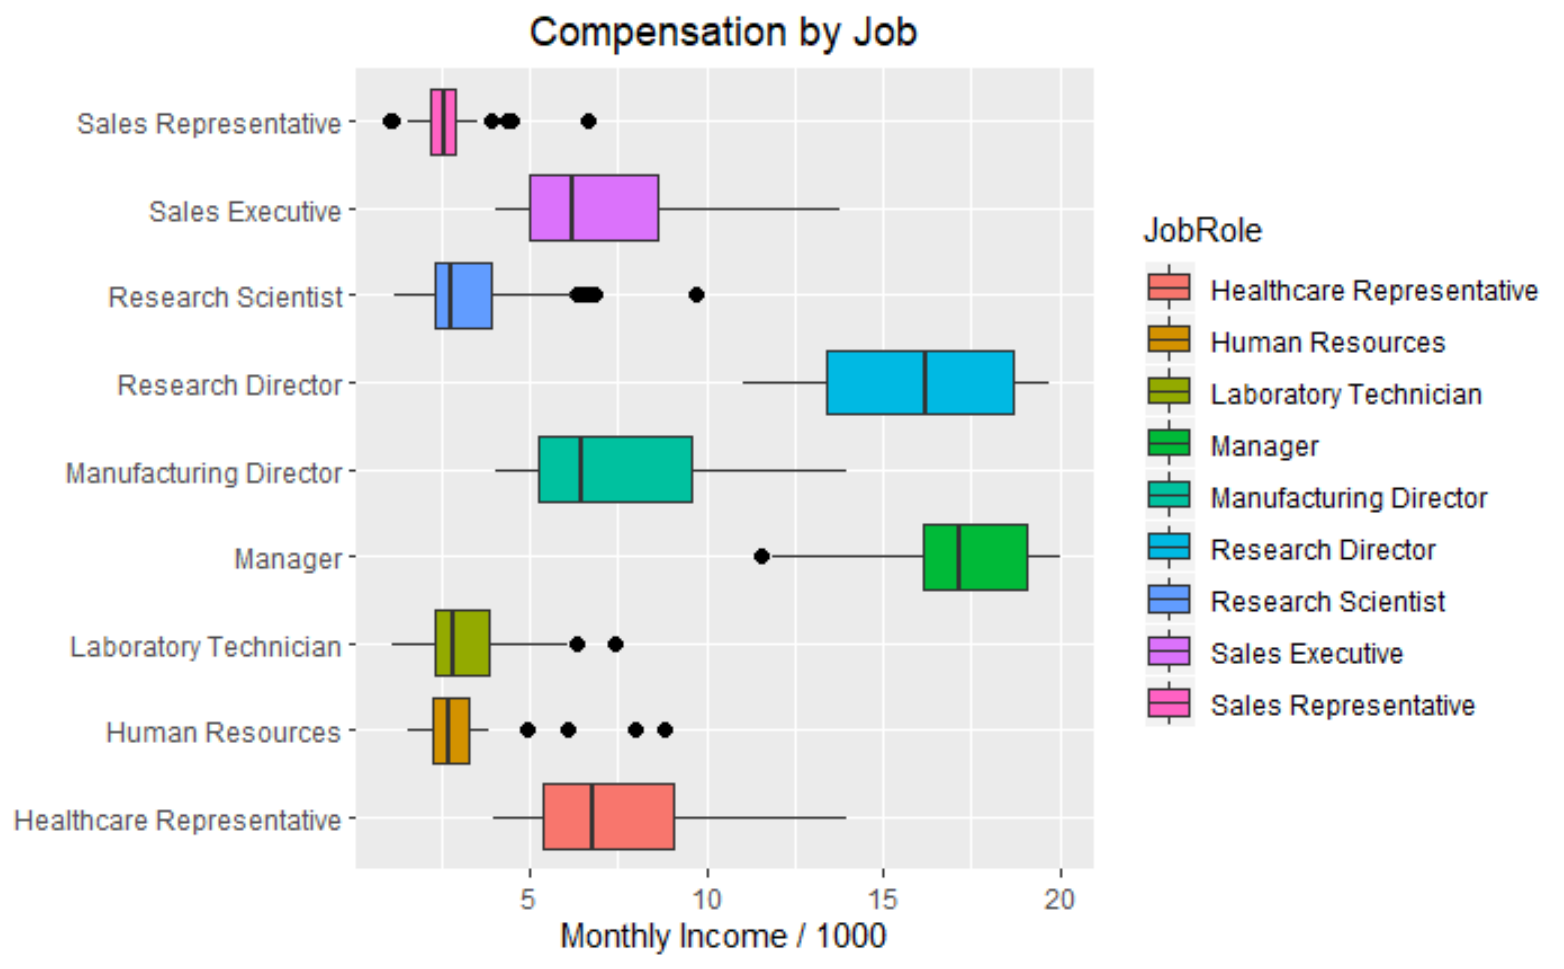 Compensation by Job
Sales Representative
Sales Executive
Research Scientist
Research Director
Manufacturing Director
Manager
Laboratory Technician
Human Resources
Healthcare Representative
5 10 15 20
Monthly Income / 1000
JobRole
Healthcare Representative
Human Resources
Laboratory Technician
Manager
Manufacturing Director
Research Director
Research Scientist
Sales Executive
Sales Representative